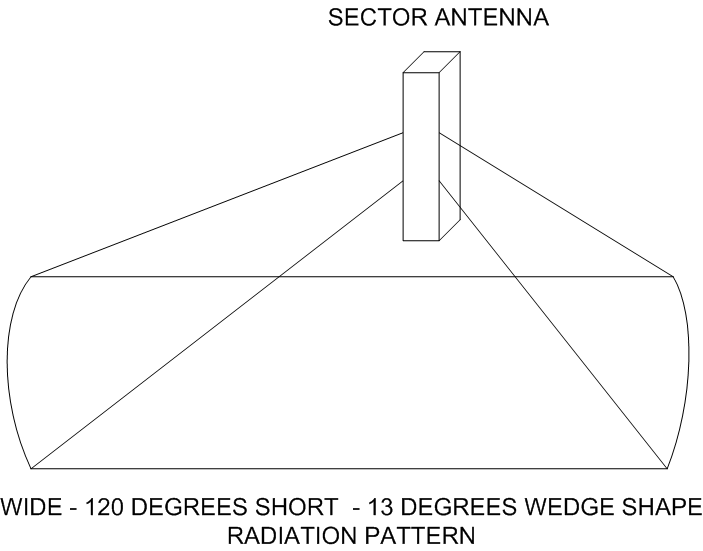 SECTOR ANTENNA
WIDE - 120 DEGREES SHORT - 13 DEGREES WEDGE SHAPE
RADIATION PATTERN